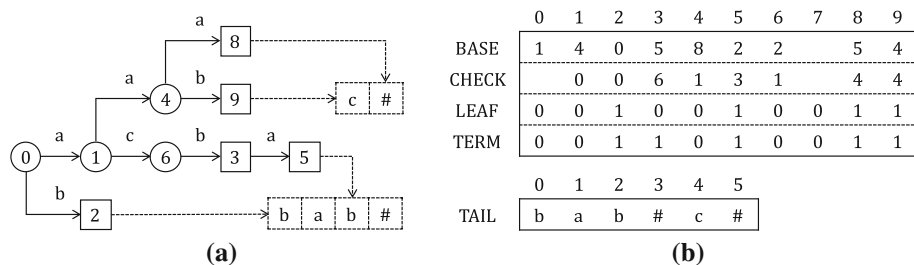 a
8
a
b
4
9
c #
a
c
b
a
0
1
6
3
5
b
2
b a b #
(a)
0 1 2 3 4 5 6 7 8 9
BASE 1 4 0 5 8 2 2 5 4
CHECK 0 0 6 1 3 1 4 4
LEAF 0 0 1 0 0 1 0 0 1 1
TERM 0 0 1 1 0 1 0 0 1 1
0 1 2 3 4 5
TAIL b a b # c #
(b)